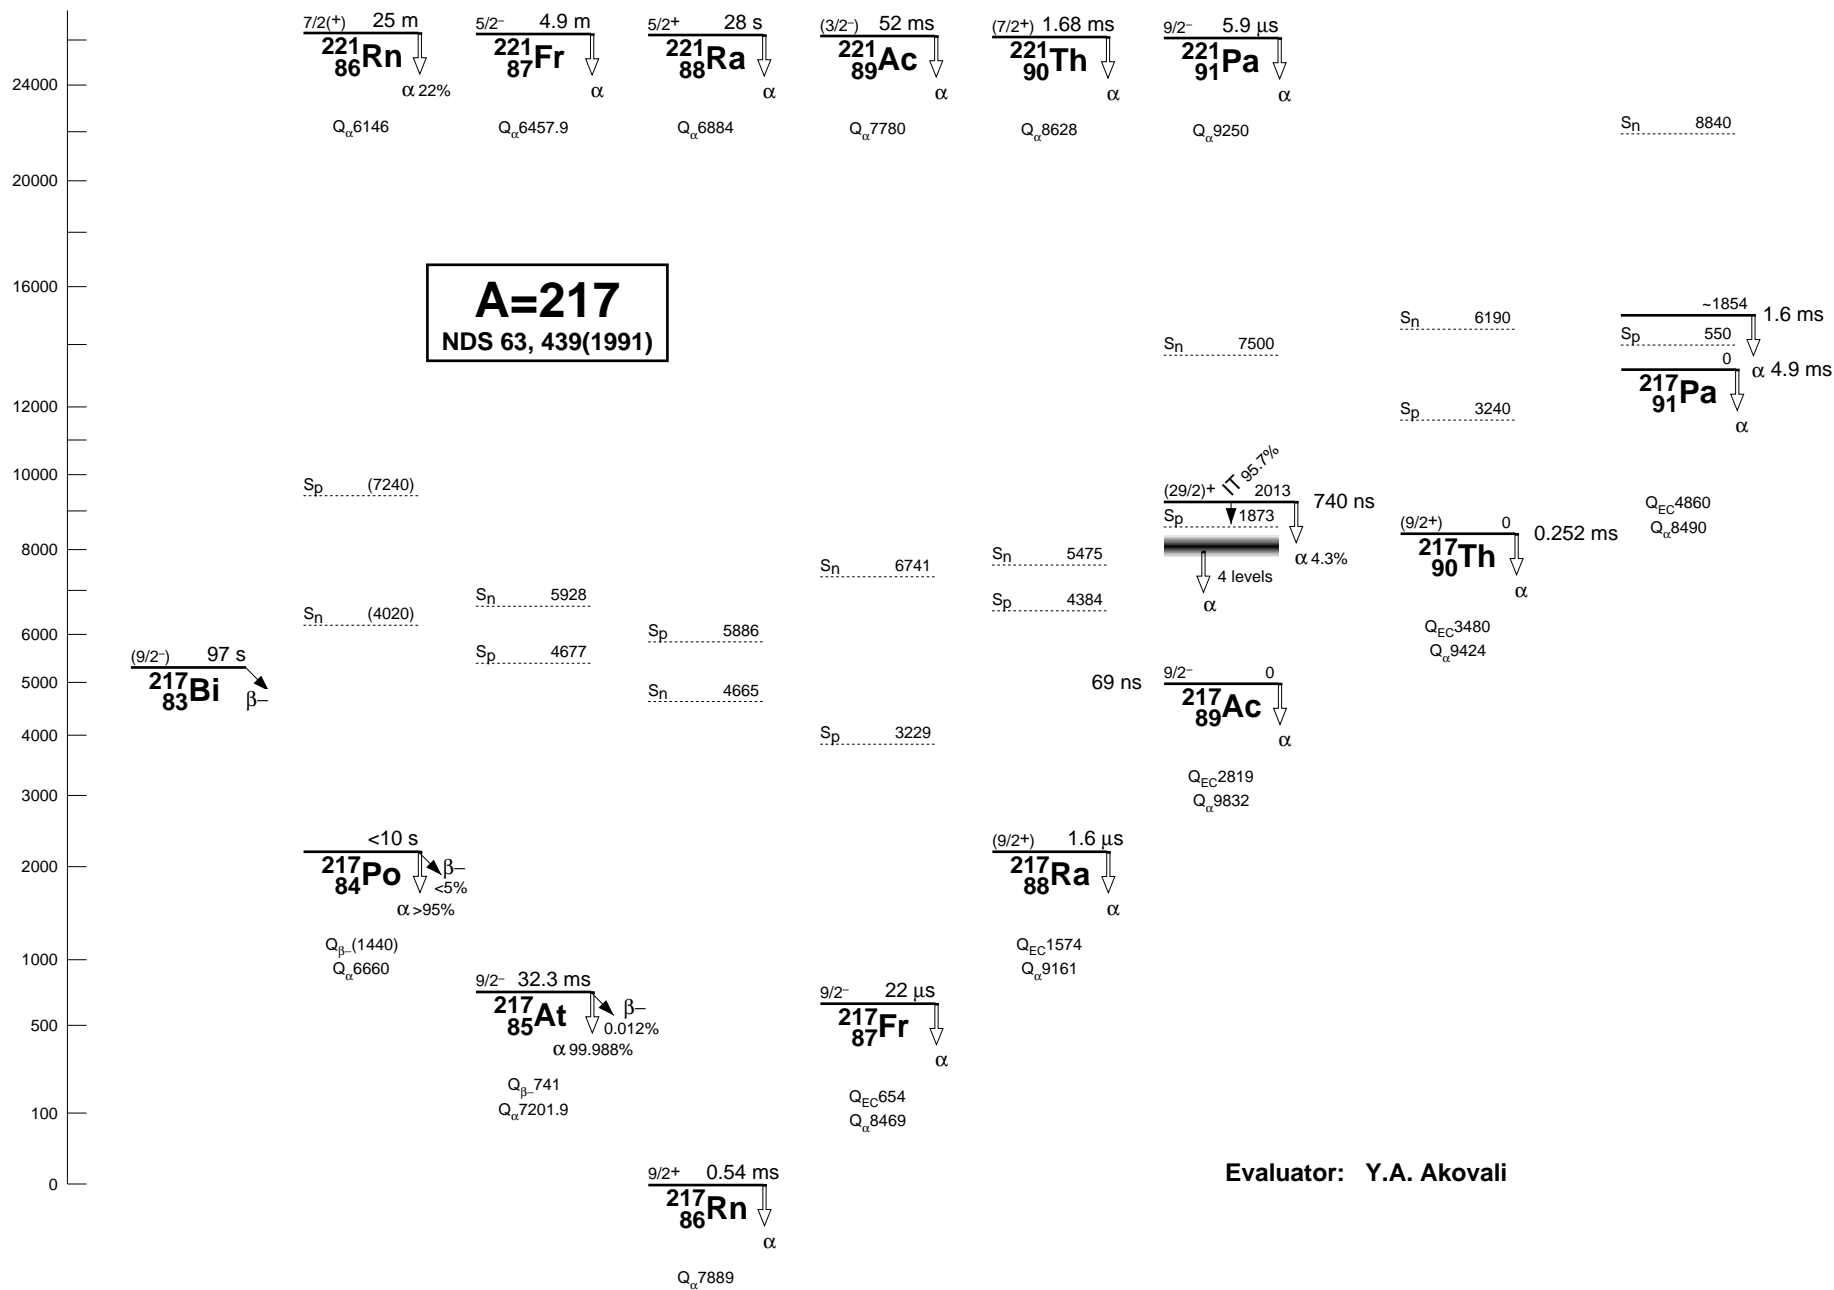 24000
20000
16000
12000
10000
8000
6000
5000
4000
3000
2000
1000
500
100
0
7/2(+) 25 m
221 86 Rn
α 22%
Qα6146
5/2− 4.9 m
221 87 Fr
α
Qα6457.9
5/2+ 28 s
221 88 Ra
α
Qα6884
(3/2−) 52 ms
221 89 Ac
α
Qα7780
(7/2+) 1.68 ms
221 90 Th
α
Qα8628
9/2− 5.9 μs
221 91 Pa
α
Qα9250
A=217
NDS 63, 439(1991)
(9/2−) 97 s
217 83 Bi
β−
Sp (7240)
Sn (4020)
<10 s
217 84 Po
β−
<5%
α >95%
Qβ−(1440)
Qα6660
Sn 5928
Sp 4677
9/2− 32.3 ms
217 85 At
β−
0.012%
α 99.988%
Qβ−741
Qα7201.9
Sp 5886
Sn 4665
9/2+ 0.54 ms
217 86 Rn
α
Qα7889
Sn 6741
Sp 3229
9/2− 22 μs
217 87 Fr
α
QEC654
Qα8469
Sn 5475
Sp 4384
(9/2+) 1.6 μs
217 88 Ra
α
QEC1574
Qα9161
Sn 7500
IT 95.7%
(29/2)+ 2013 740 ns
Sp 1873
α 4.3%
4 levels
α
69 ns
9/2− 0
217 89 Ac
α
QEC2819
Qα9832
Sn 6190
Sp 3240
(9/2+) 0 0.252 ms
217 90 Th
α
QEC3480
Qα9424
Sn 8840
~1854 1.6 ms
Sp 550
α
0 4.9 ms
217 91 Pa
α
QEC4860
Qα8490
Evaluator: Y.A. Akovali